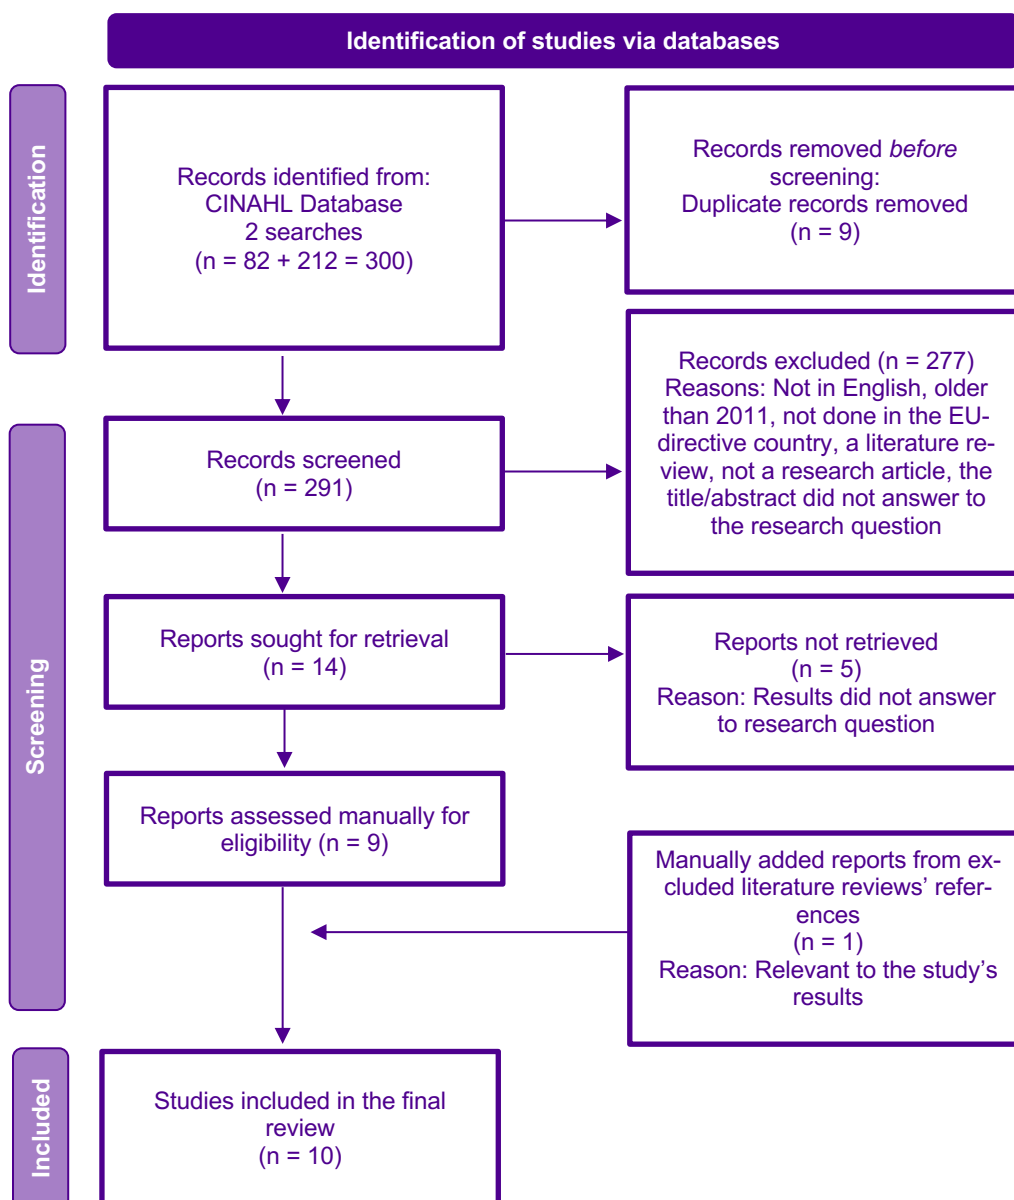 Identification of studies via databases
Identification
Records identified from:
CINAHL Database
2 searches
(n = 82 + 212 = 300)
Records removed before
screening:
Duplicate records removed
(n = 9)
Screening
Records screened
(n = 291)
Records excluded (n = 277)
Reasons: Not in English, older
than 2011, not done in the EU-
directive country, a literature re-
view, not a research article, the
title/abstract did not answer to
the research question
Reports sought for retrieval
(n = 14)
Reports not retrieved
(n = 5)
Reason: Results did not answer
to research question
Reports assessed manually for
eligibility (n = 9)
Manually added reports from ex-
cluded literature reviews’ refer-
ences
(n = 1)
Reason: Relevant to the study’s
results
Included
Studies included in the final
review
(n = 10)